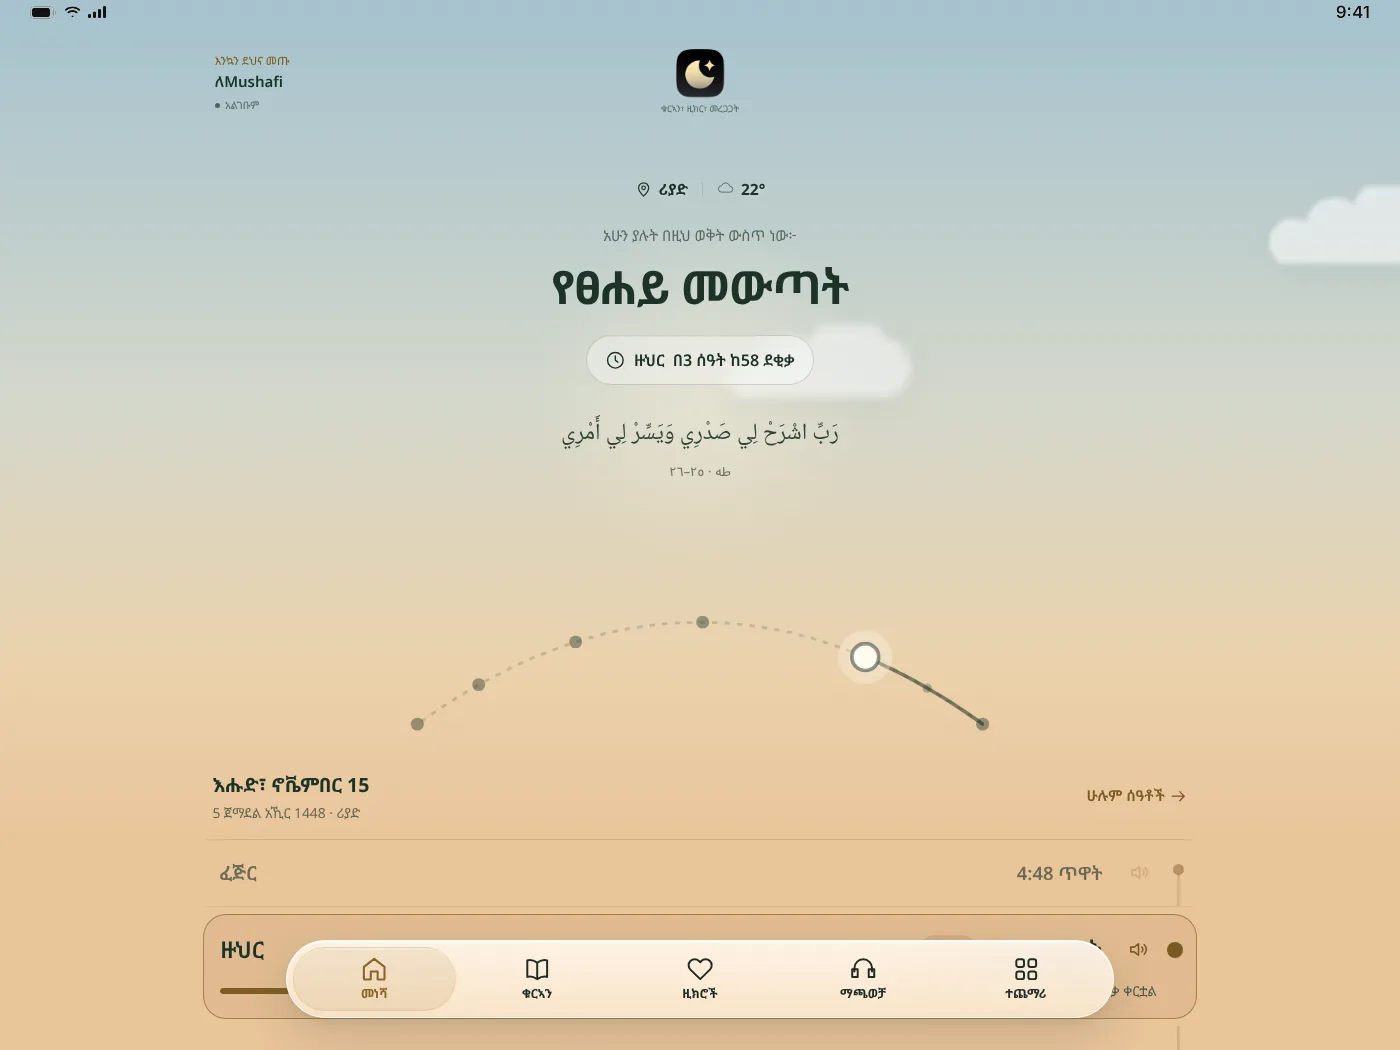 9:41
እንኳን ደህና መጡ
ለMushafi
አልገቡም
ቁርኣን፣ ዚክር፣ መረጋጋት
ሪያድ
22°
አሁን ያሉት በዚህ ወቅት ውስጥ ነው፦
የፀሐይ መውጣት
ዙህር በ3 ሰዓት ከ58 ደቂቃ
رَبِّ اشْرَحْ لِي صَدْرِي وَيَسِّرْ لِي أَمْرِي
طه · ٢٥–٢٦
እሑድ፣ ኖቬምበር 15
5 ጀማደል አኺር 1448 · ሪያድ
ሁሉም ሰዓቶች →
ፈጅር
4:48 ጥዋት
ዙህር
ቀርቷል
መነሻ
ቁርኣን
ዚክሮች
ማጫወቻ
ተጨማሪ